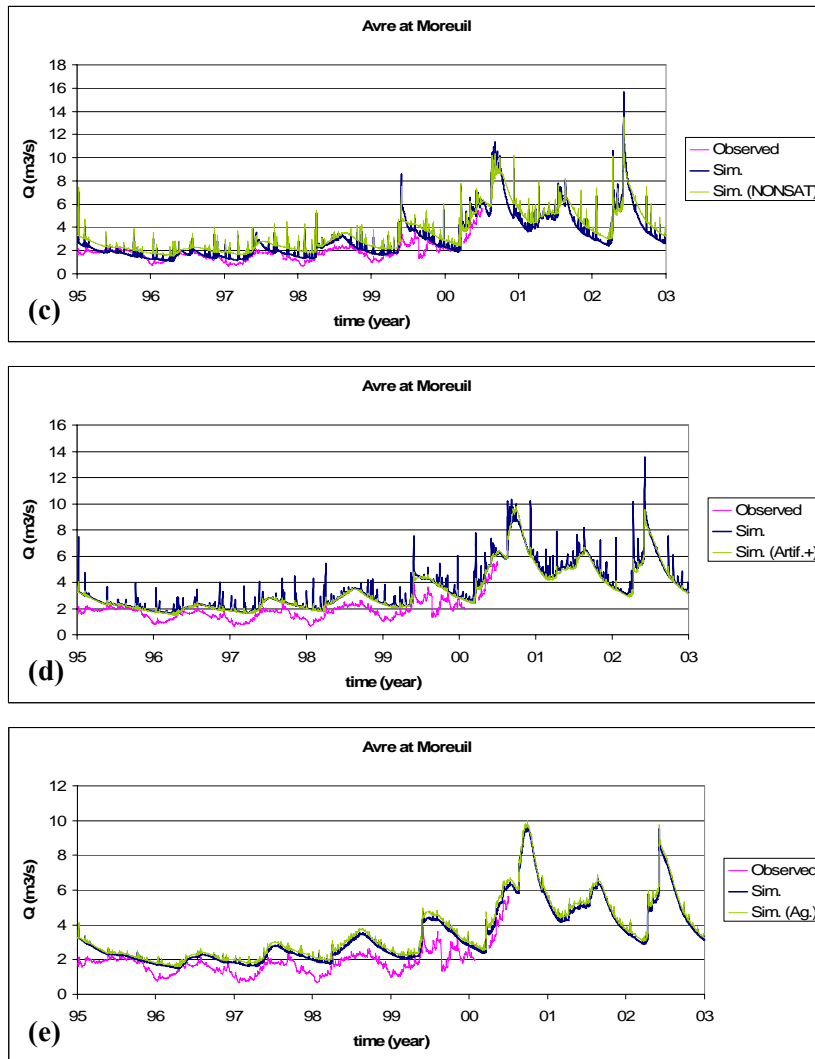 Avre at Moreuil
18
16
14
12
10
8
6
4
2
0
Q (m3/s)
95 96 97 98 99 00 01 02 03
time (year)
Observed
Sim.
Sim. (NONSAT)
(c)
Avre at Moreuil
16
14
12
10
8
6
4
2
0
Q (m3/s)
95 96 97 98 99 00 01 02 03
time (year)
Observed
Sim.
Sim. (Artif.+)
(d)
Avre at Moreuil
12
10
8
6
4
2
0
Q (m3/s)
95 96 97 98 99 00 01 02 03
time (year)
Observed
Sim.
Sim. (Ag.)
(e)